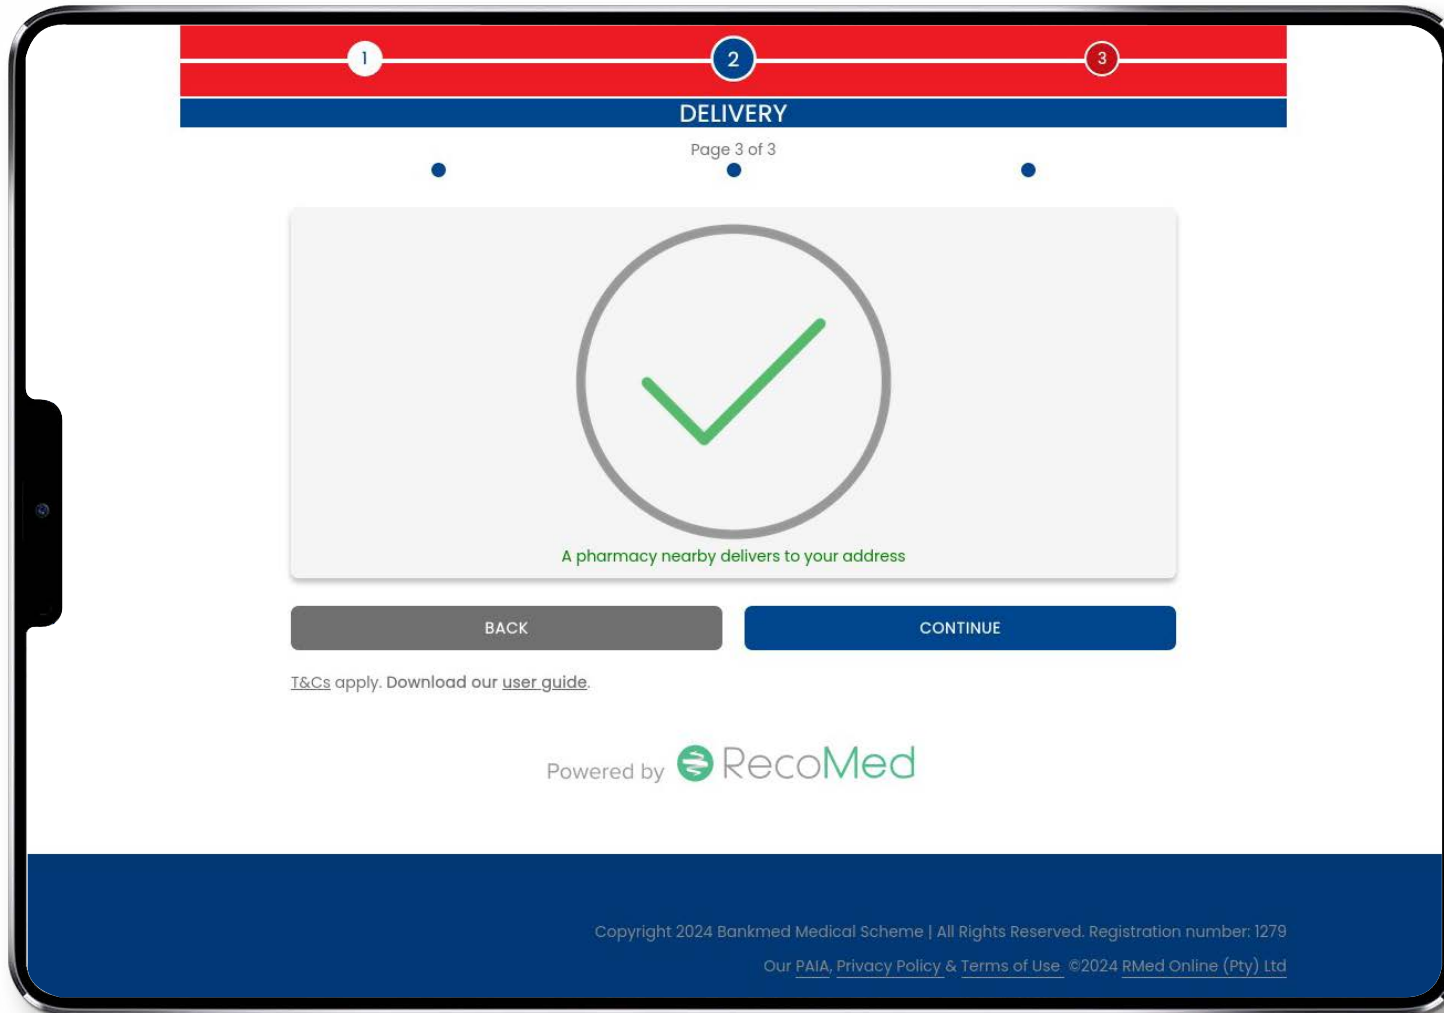 1
2
3
DELIVERY
Page 3 of 3
A pharmacy nearby delivers to your address
BACK
CONTINUE
T&Cs apply. Download our user guide.
Powered by RecoMed
Copyright 2024 Bankmed Medical Scheme | All Rights Reserved. Registration number: 1279
Our PAIA, Privacy Policy & Terms of Use ©2024 RMed Online (Pty) Ltd